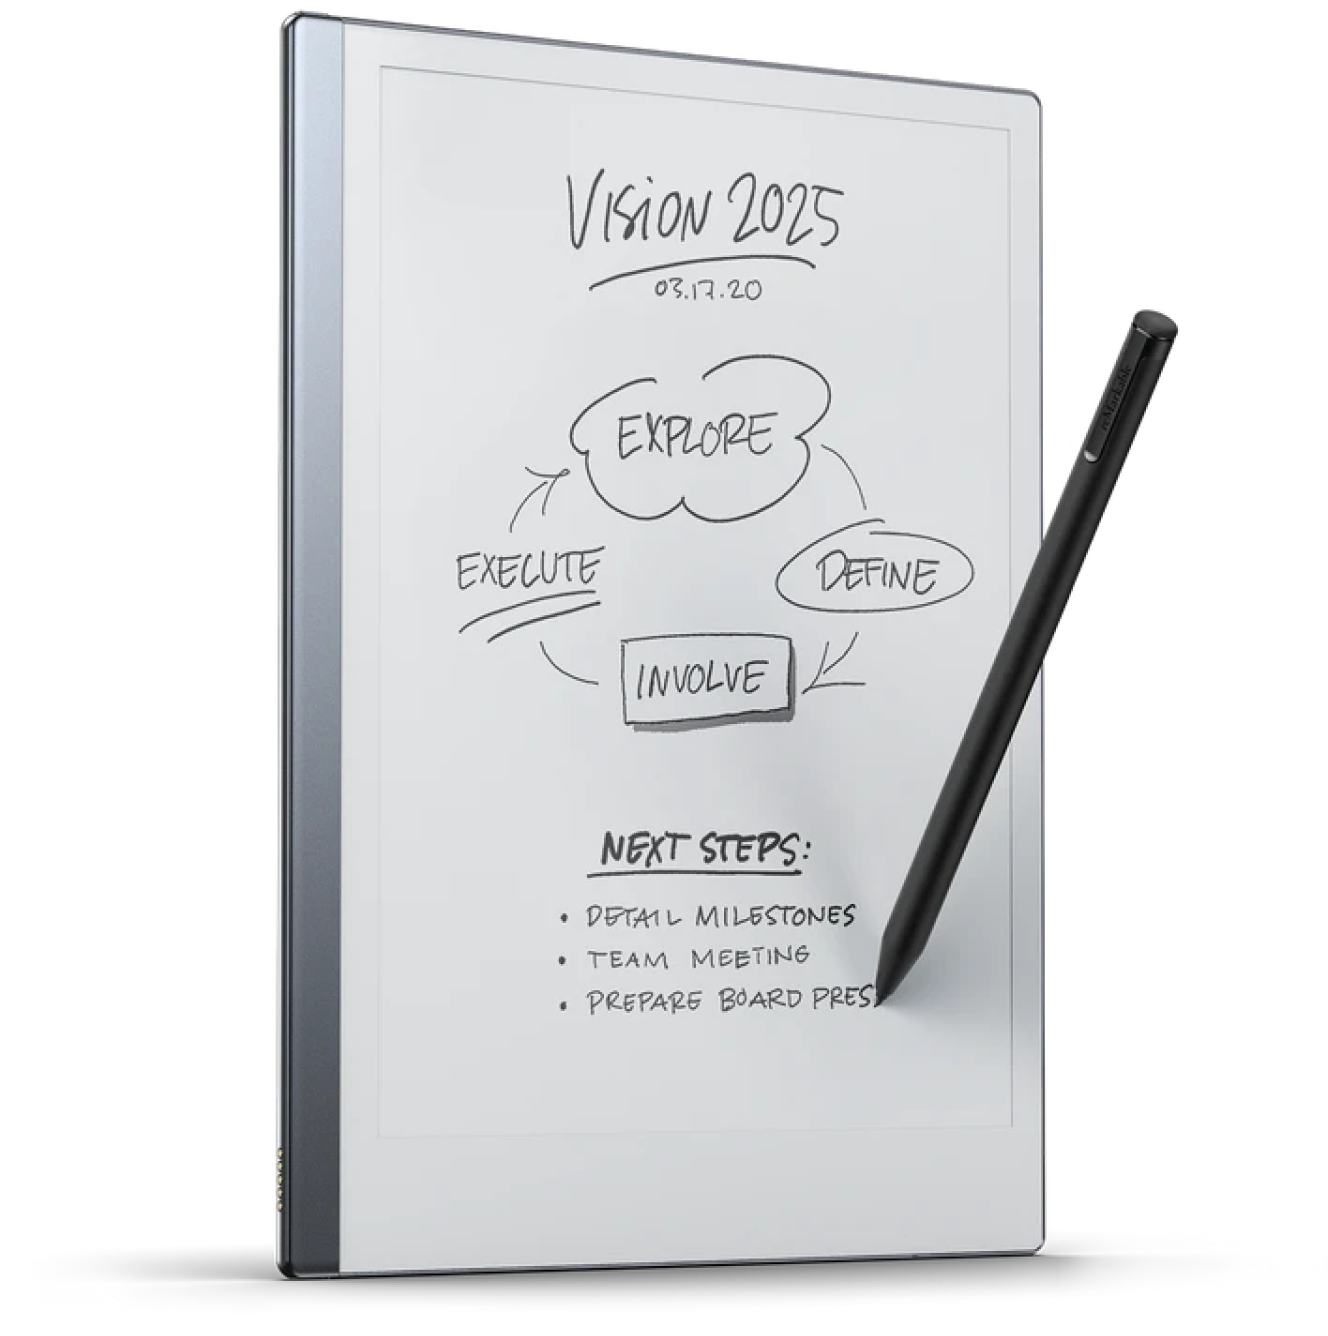 VISION 2025
03.17.20
EXPLORE
EXECUTE
DEFINE
INVOLVE
NEXT STEPS:
• DETAIL MILESTONES
• TEAM MEETING
• PREPARE BOARD PRES
reMarkable